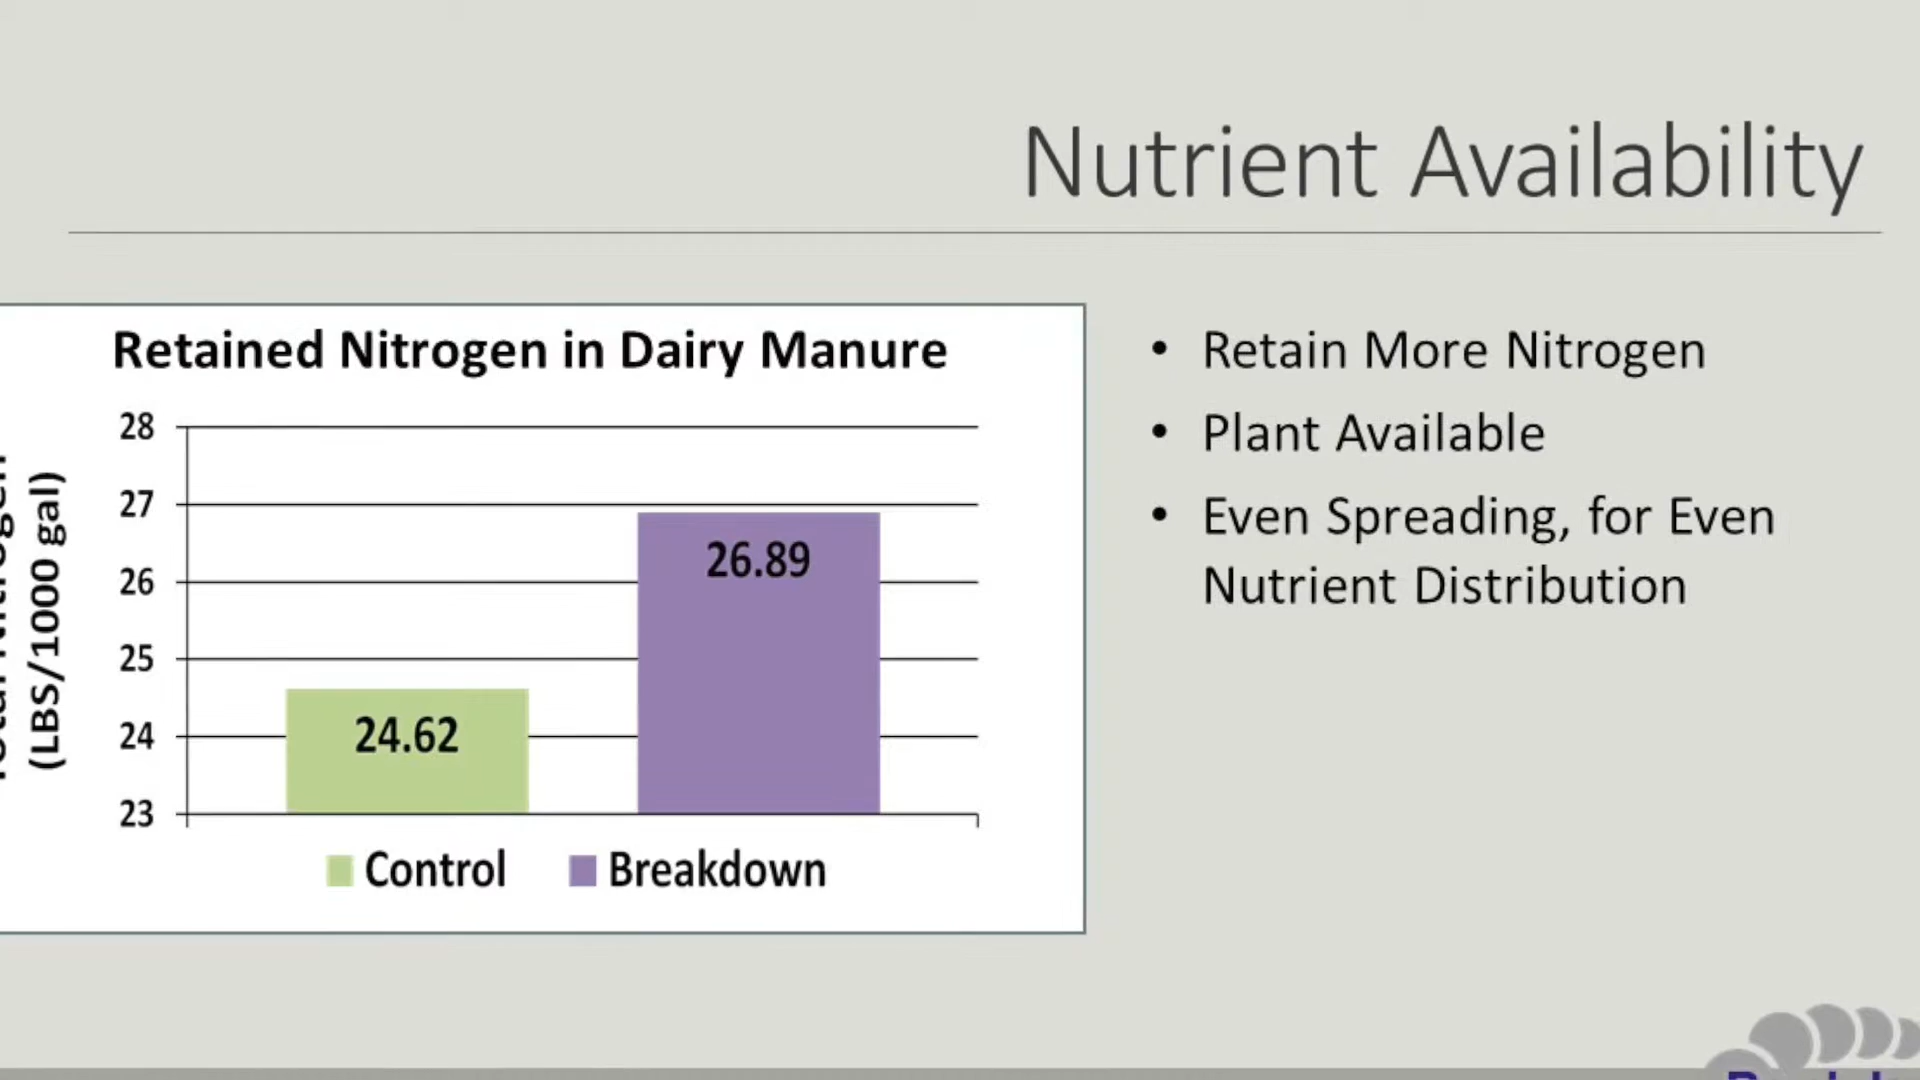 Nutrient Availability
Retained Nitrogen in Dairy Manure
(LBS/1000 gal)
28
27
26
25
24
23
26.89
24.62
Control
Breakdown
• Retain More Nitrogen
• Plant Available
• Even Spreading, for Even
Nutrient Distribution